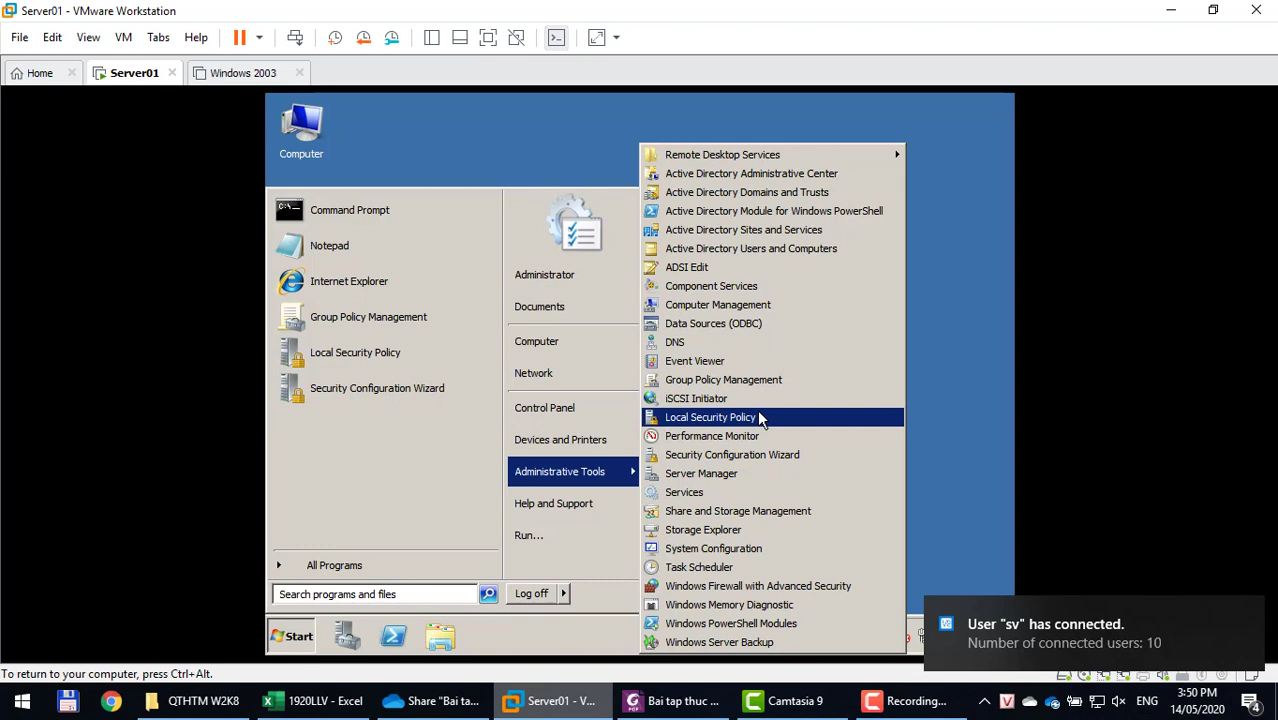 Server01 - VMware Workstation
File Edit View VM Tabs Help
Home Server01 Windows 2003
Computer
Command Prompt
Notepad
Internet Explorer
Group Policy Management
Local Security Policy
Security Configuration Wizard
All Programs
Search programs and files
Administrator
Documents
Computer
Network
Control Panel
Devices and Printers
Administrative Tools
Help and Support
Run...
Log off
Remote Desktop Services
Active Directory Administrative Center
Active Directory Domains and Trusts
Active Directory Module for Windows PowerShell
Active Directory Sites and Services
Active Directory Users and Computers
ADSI Edit
Component Services
Computer Management
Data Sources (ODBC)
DNS
Event Viewer
Group Policy Management
iSCSI Initiator
Local Security Policy
Performance Monitor
Security Configuration Wizard
Server Manager
Services
Share and Storage Management
Storage Explorer
System Configuration
Task Scheduler
Windows Firewall with Advanced Security
Windows Memory Diagnostic
Windows PowerShell Modules
Windows Server Backup
Start
User "sv" has connected.
Number of connected users: 10
To return to your computer, press Ctrl+Alt.
QTHTM W2K8
1920LLV - Excel
Share "Bai ta...
Server01 - V...
Bai tap thuc ...
Camtasia 9
Recording...
ENG
3:50 PM
14/05/2020
4